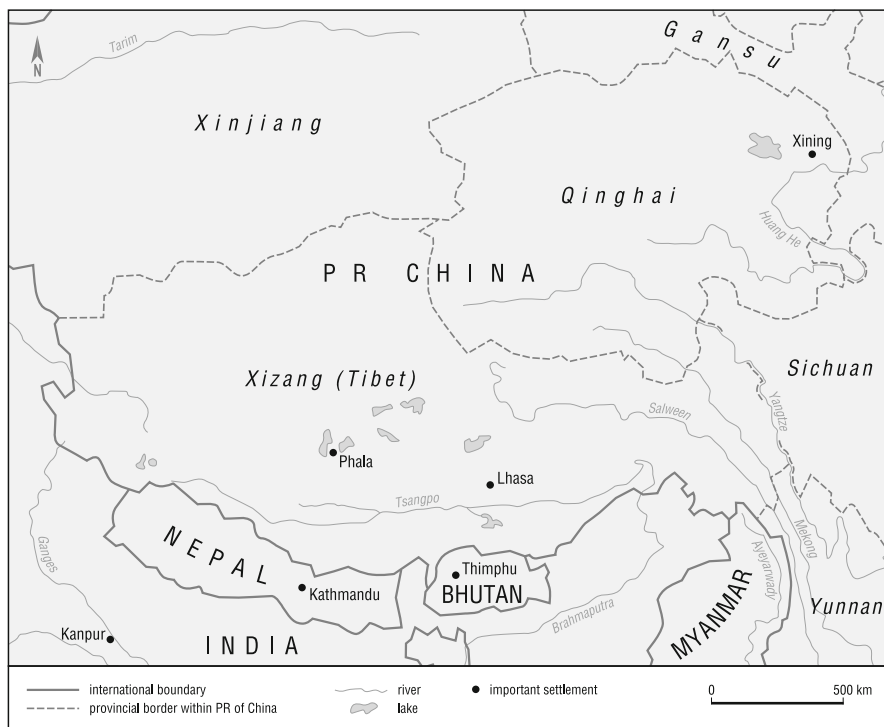 Gansu
Tarim
N
Xinjiang
Xining
Qinghai
Huang He
PR CHINA
Xizang (Tibet)
Sichuan
Yangtze
Salween
Phala
Lhasa
Tsangpo
Mekong
NEPAL
Ganges
Ayeyarwady
Thimphu
Kathmandu
BHUTAN
Brahmaputra
MYANMAR
Yunnan
Kanpur
INDIA
international boundary
river
important settlement
0 500 km
provincial border within PR of China
lake